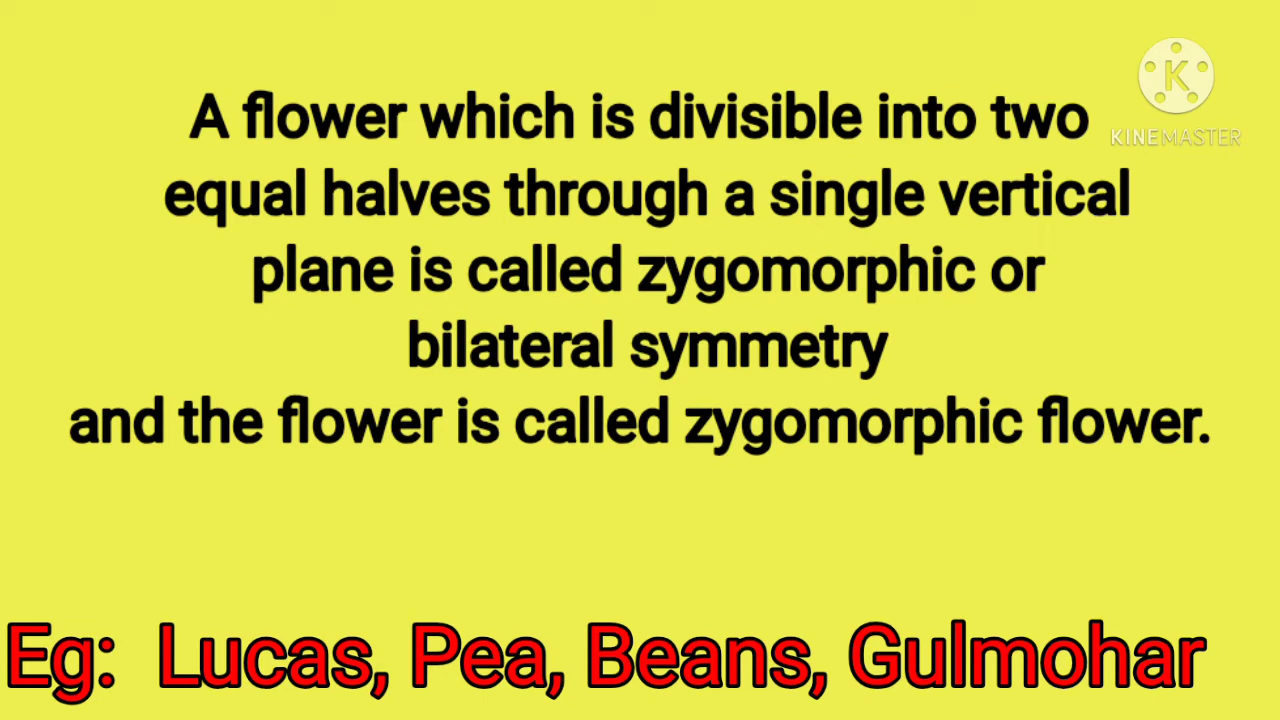 A flower which is divisible into two
equal halves through a single vertical
plane is called zygomorphic or
bilateral symmetry
and the flower is called zygomorphic flower.
K
KINEMASTER
Eg: Lucas, Pea, Beans, Gulmohar